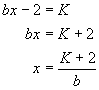 bx − 2 = K
bx = K + 2
x = (K + 2)/b